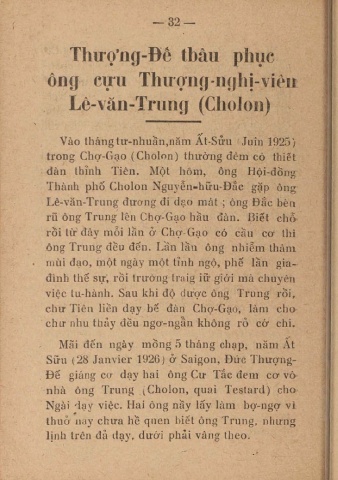 — 32 —
Thượng-Đế thâu phục
ông cựu Thượng-nghị-viên
Lê-văn-Trung (Cholon)
Vào tháng tư-nhuần, năm Ất-Sửu (Juin 1925)
trong Chợ-Gạo (Cholon) thường đêm có thiết
đàn thỉnh Tiên. Một hôm, ông Hội-đồng
Thành phố Cholon Nguyễn-hữu-Đắc gặp ông
Lê-văn-Trung đương đi dạo mát ; ông Đắc bèn
rũ ông Trung lên Chợ-Gạo hầu đàn. Biết chổ
rồi từ đây mỗi lần ở Chợ-Gạo có cầu cơ thì
ông Trung đều đến. Lần lần ông nhiểm thâm
mùi đạo, một ngày một tỉnh ngộ, phế lần gia-
đình thế sự, rồi trường traig iữ giới mà chuyên
việc tu-hành. Sau khi độ được ông Trung rồi,
chư Tiên liền dạy bế đàn Chợ-Gạo, làm cho
chư nhu thảy đều ngơ-ngẩn không rỏ cớ chi.
Mãi đến ngày mồng 5 tháng chạp, năm Ất
Sửu (28 Janvier 1926) ở Saigon, Đức Thượng-
Đế giáng cơ dạy hai ông Cư Tắc đem cơ vô
nhà ông Trung (Cholon, quai Testard) cho
Ngài dạy việc. Hai ông nầy lấy làm bợ-ngợ vì
thuở nay chưa hề quen biết ông Trung, nhưng
lịnh trên đả dạy, dưới phải vâng theo.